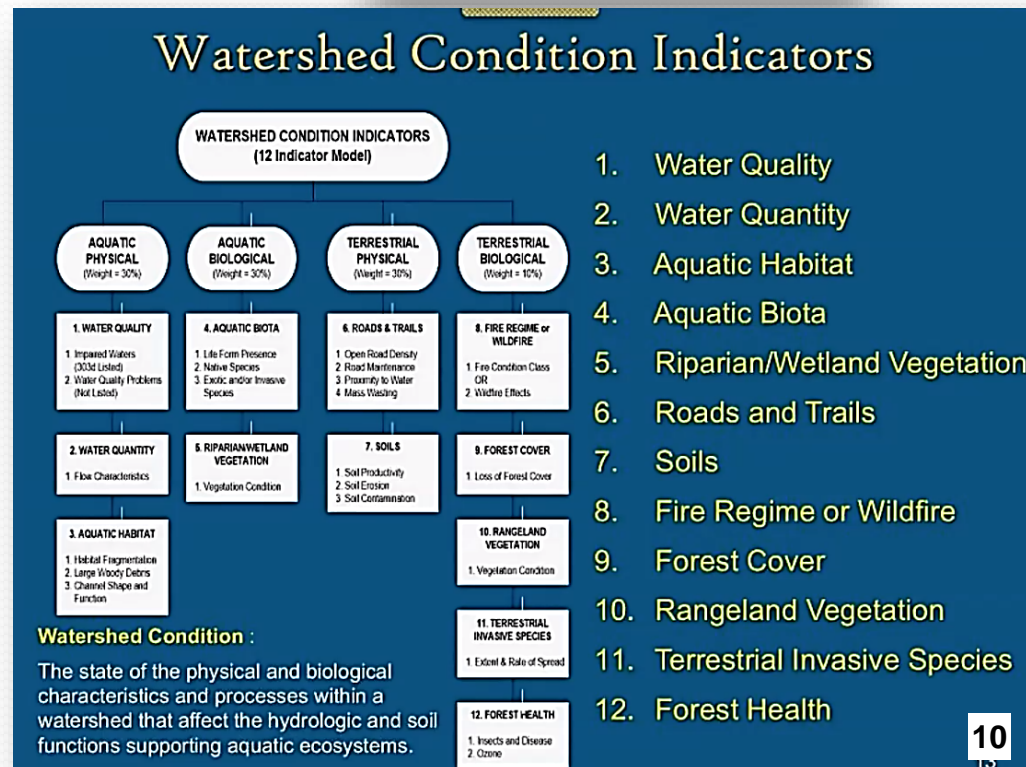 Watershed Condition Indicators
WATERSHED CONDITION INDICATORS
(12 Indicator Model)
AQUATIC
PHYSICAL
(Weight = 30%)
AQUATIC
BIOLOGICAL
(Weight = 30%)
TERRESTRIAL
PHYSICAL
(Weight = 30%)
TERRESTRIAL
BIOLOGICAL
(Weight = 10%)
1. WATER QUALITY
1 Impaired Waters
(303d Listed)
2. Water Quality Problems
(Not Listed)
2. WATER QUANTITY
1 Flow Characteristics
3. AQUATIC HABITAT
1. Habitat Fragmentation
2. Large Woody Debris
3. Channel Shape and
Function
4. AQUATIC BIOTA
1. Life Form Presence
2. Native Species
3. Exotic and/or Invasive
Species
5. RIPARIAN/WETLAND
VEGETATION
1. Vegetation Condition
6. ROADS & TRAILS
1 Open Road Density
2 Road Maintenance
3 Proximity to Water
4 Mass Wasting
7. SOILS
1 Soil Productivity
2 Soil Erosion
3 Soil Contamination
8. FIRE REGIME or
WILDFIRE
1. Fire Condition Class
OR
2. Wildfire Effects
9. FOREST COVER
1 Loss of Forest Cover
10. RANGELAND
VEGETATION
1. Vegetation Condition
11. TERRESTRIAL
INVASIVE SPECIES
1. Extent & Rate of Spread
12. FOREST HEALTH
1. Insects and Disease
2. Ozone
Watershed Condition :
The state of the physical and biological
characteristics and processes within a
watershed that affect the hydrologic and soil
functions supporting aquatic ecosystems.
1. Water Quality
2. Water Quantity
3. Aquatic Habitat
4. Aquatic Biota
5. Riparian/Wetland Vegetation
6. Roads and Trails
7. Soils
8. Fire Regime or Wildfire
9. Forest Cover
10. Rangeland Vegetation
11. Terrestrial Invasive Species
12. Forest Health
10